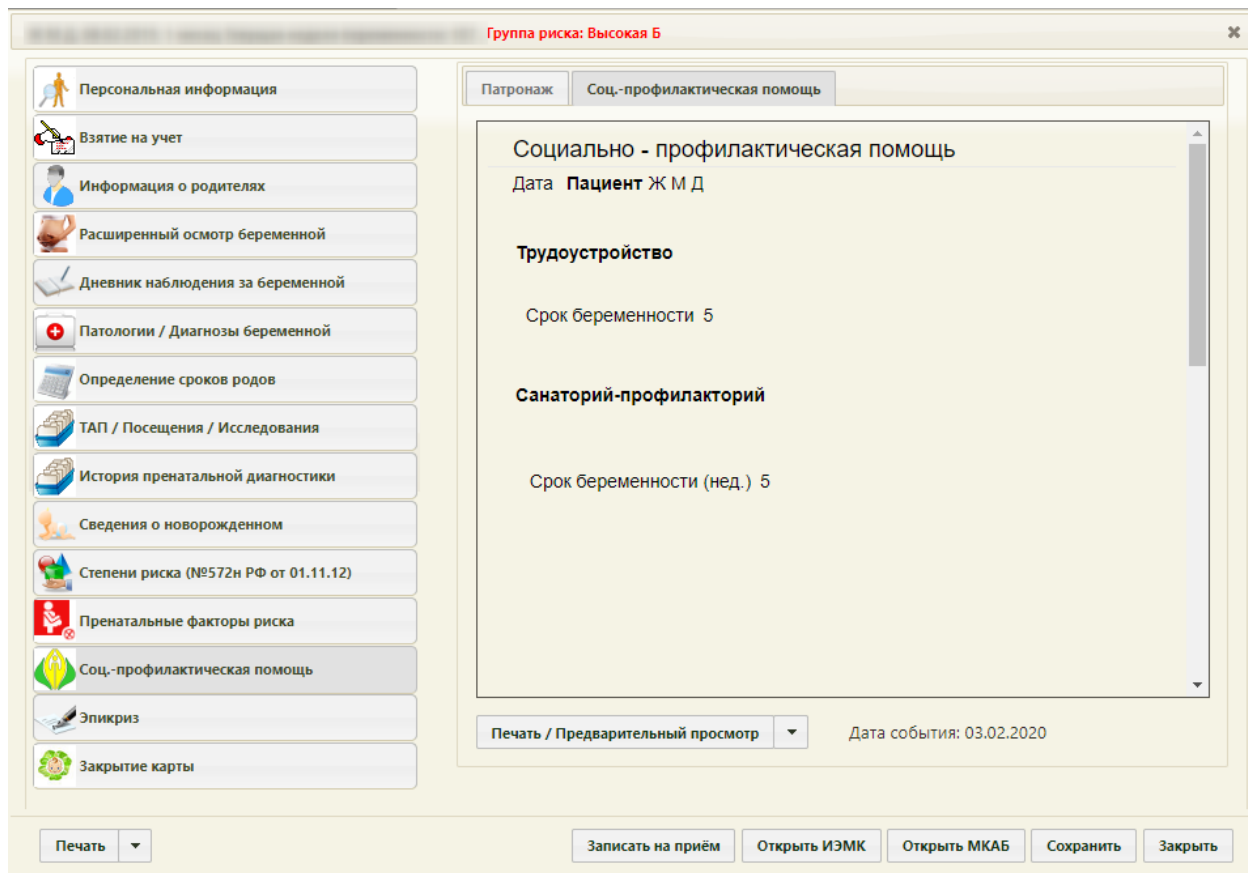 Группа риска: Высокая Б
Персональная информация
Взятие на учет
Информация о родителях
Расширенный осмотр беременной
Дневник наблюдения за беременной
Патологии / Диагнозы беременной
Определение сроков родов
ТАП / Посещения / Исследования
История пренатальной диагностики
Сведения о новорожденном
Степени риска (№572н РФ от 01.11.12)
Пренатальные факторы риска
Соц.-профилактическая помощь
Эпикриз
Закрытие карты
Патронаж
Соц.-профилактическая помощь
Социально - профилактическая помощь
Дата Пациент Ж М Д
Трудоустройство
Срок беременности 5
Санаторий-профилакторий
Срок беременности (нед.) 5
Печать / Предварительный просмотр
Дата события: 03.02.2020
Печать
Записать на приём
Открыть ИЭМК
Открыть МКАБ
Сохранить
Закрыть